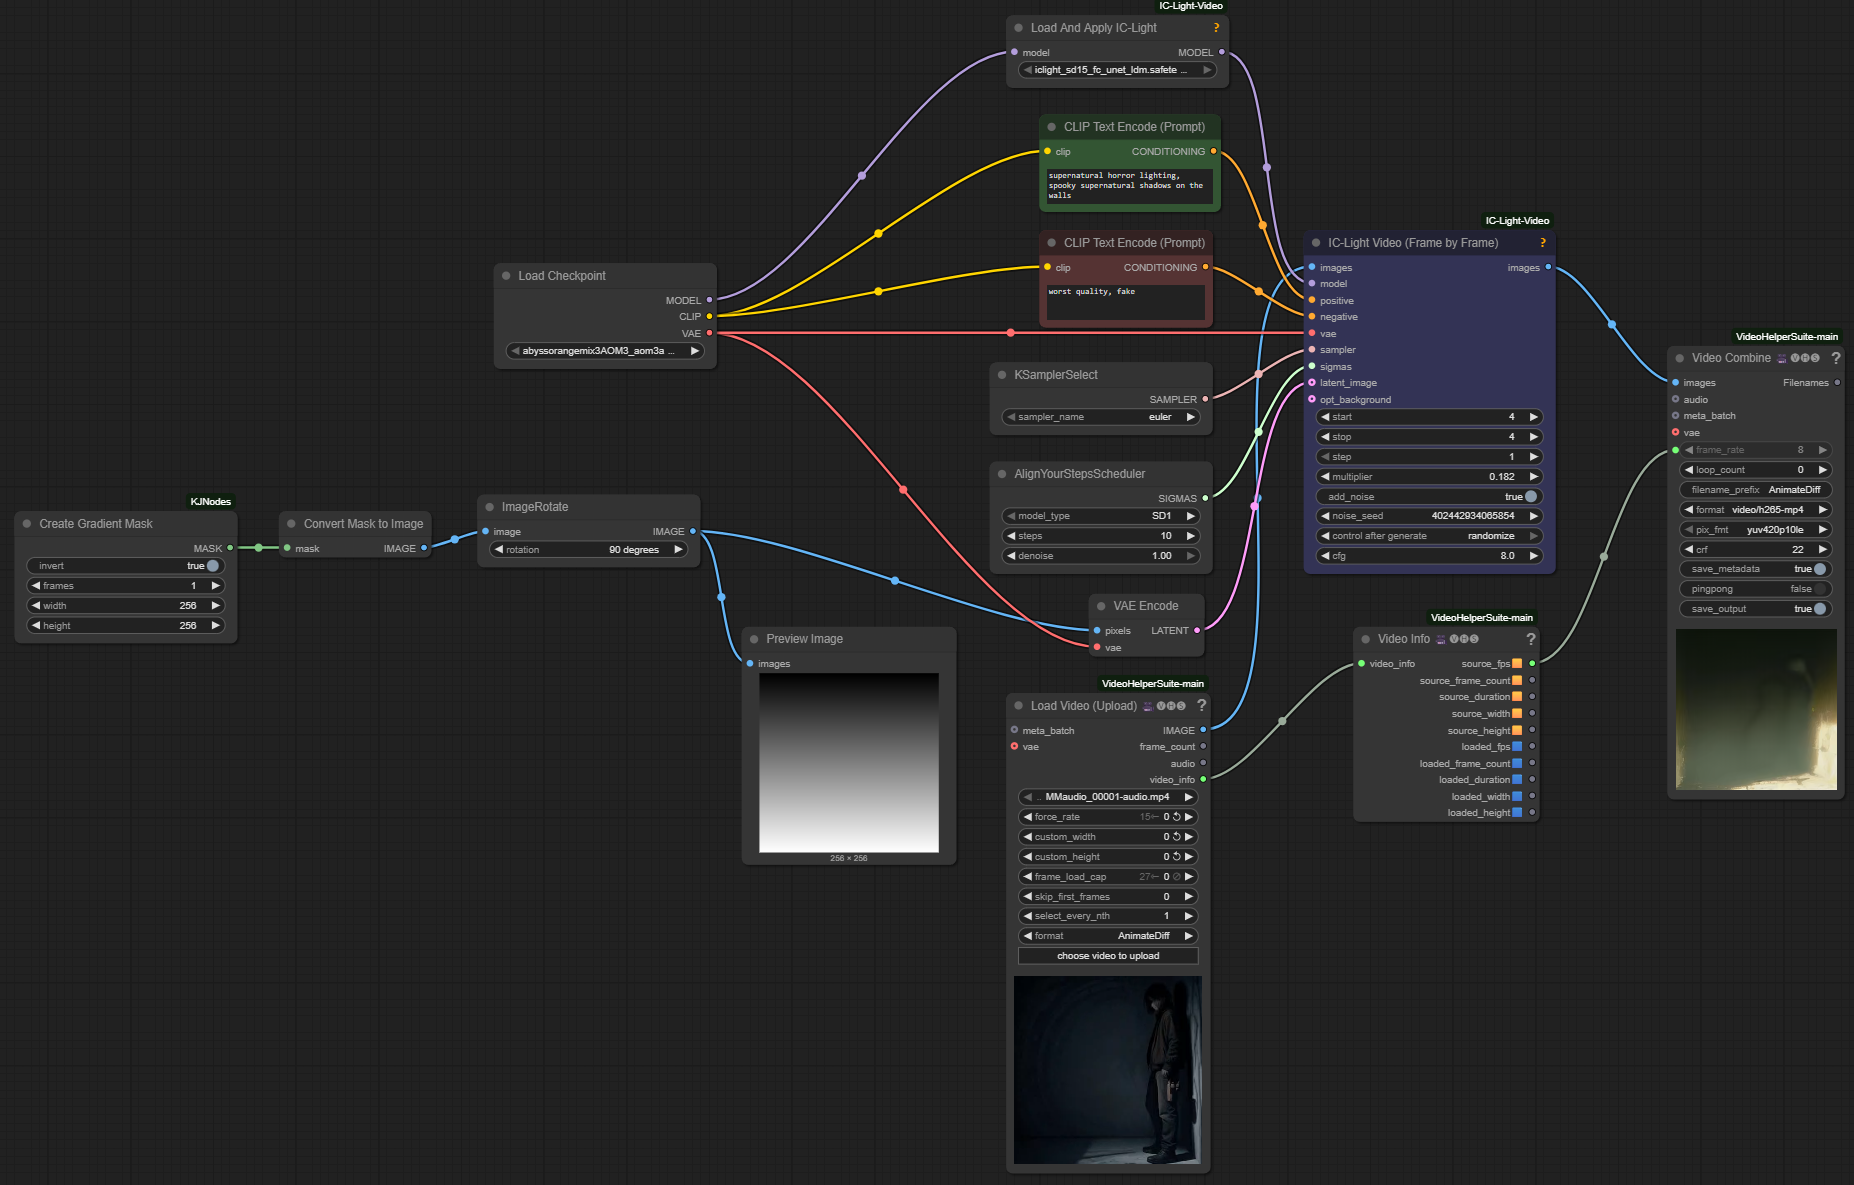 IC-Light-Video
Load And Apply IC-Light ?
model MODEL
iclight_sd15_fc_unet_ldm.safete ...
CLIP Text Encode (Prompt)
clip CONDITIONING
supernatural horror lighting,
spooky supernatural shadows on the
walls
CLIP Text Encode (Prompt)
clip CONDITIONING
worst quality, fake
Load Checkpoint
MODEL
CLIP
VAE
abyssorangemix3AOM3_aom3a ...
KSamplerSelect
SAMPLER
sampler_name euler
AlignYourStepsScheduler
SIGMAS
model_type SD1
steps 10
denoise 1.00
IC-Light-Video
IC-Light Video (Frame by Frame) ?
images images
model
positive
negative
vae
sampler
sigmas
latent_image
opt_background
start 4
stop 4
step 1
multiplier 0.182
add_noise true
noise_seed 402442934065854
control after generate randomize
cfg 8.0
VideoHelperSuite-main
Video Combine VHS ?
images Filenames
audio
meta_batch
vae
frame_rate 8
loop_count 0
filename_prefix AnimateDiff
format video/h265-mp4
pix_fmt yuv420p10le
crf 22
save_metadata true
pingpong false
save_output true
KJNodes
Create Gradient Mask
MASK
invert true
frames 1
width 256
height 256
Convert Mask to Image
mask IMAGE
ImageRotate
image IMAGE
rotation 90 degrees
Preview Image
images
256 × 256
VAE Encode
pixels LATENT
vae
VideoHelperSuite-main
Load Video (Upload) VHS ?
meta_batch IMAGE
vae frame_count
audio
video_info
.. MMaudio_00001-audio.mp4
force_rate 15← 0
custom_width 0
custom_height 0
frame_load_cap 27← 0
skip_first_frames 0
select_every_nth 1
format AnimateDiff
choose video to upload
VideoHelperSuite-main
Video Info VHS ?
video_info source_fps
source_frame_count
source_duration
source_width
source_height
loaded_fps
loaded_frame_count
loaded_duration
loaded_width
loaded_height